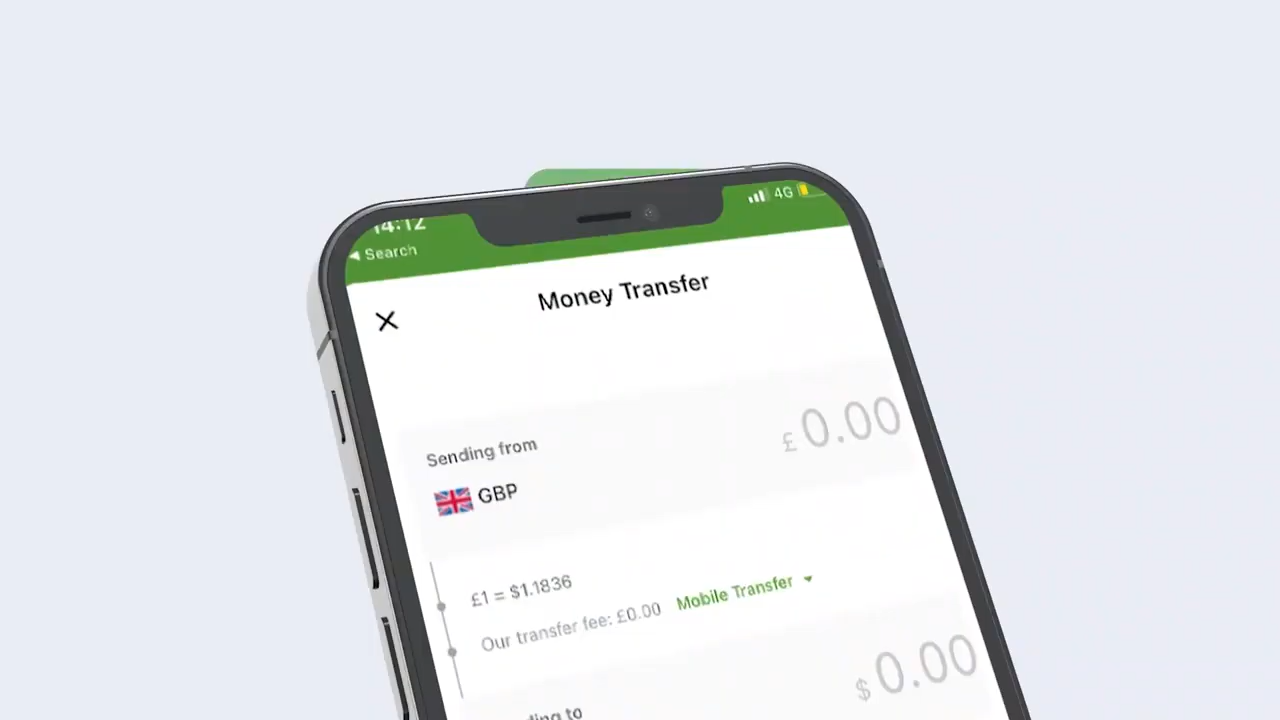 14:12
4G
Search
Money Transfer
Sending from
£ 0.00
GBP
£1 = $1.1836
Our transfer fee: £0.00 Mobile Transfer
$ 0.00
to